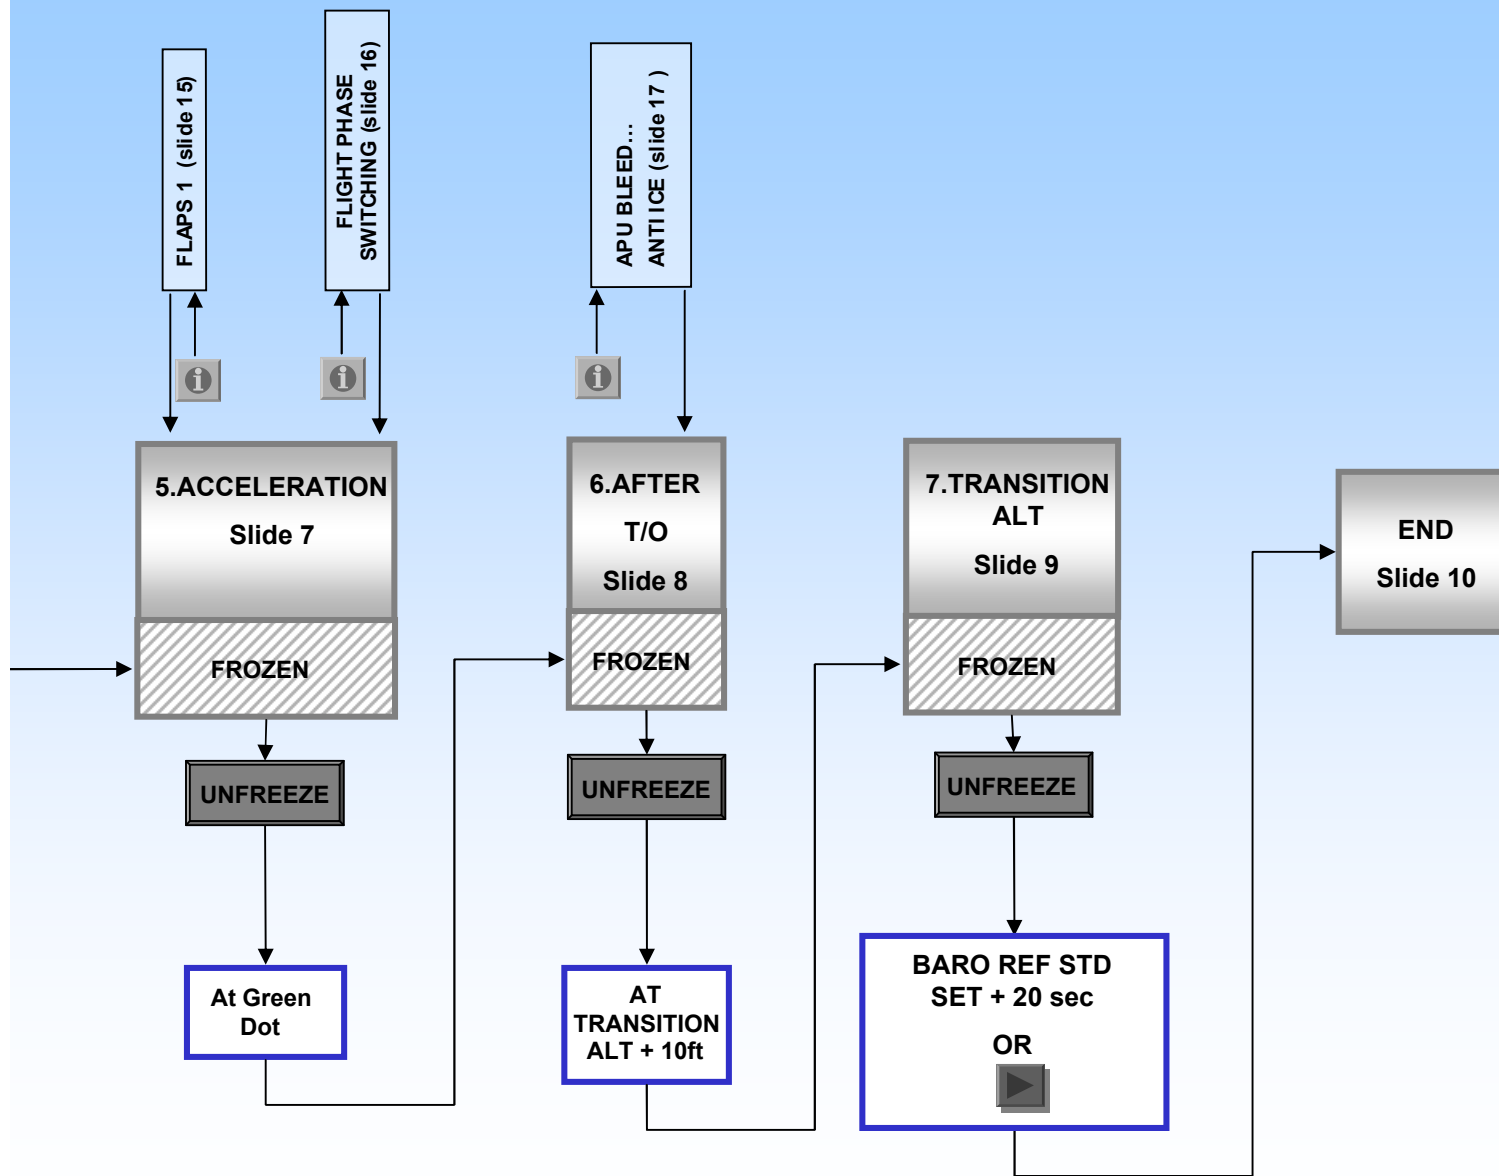 FLAPS 1 (slide 15)
FLIGHT PHASE
SWITCHING (slide 16)
APU BLEED...
ANTI ICE (slide 17 )
5.ACCELERATION
Slide 7
FROZEN
UNFREEZE
At Green
Dot
6.AFTER
T/O
Slide 8
FROZEN
UNFREEZE
AT
TRANSITION
ALT + 10ft
7.TRANSITION
ALT
Slide 9
FROZEN
UNFREEZE
BARO REF STD
SET + 20 sec
OR
END
Slide 10